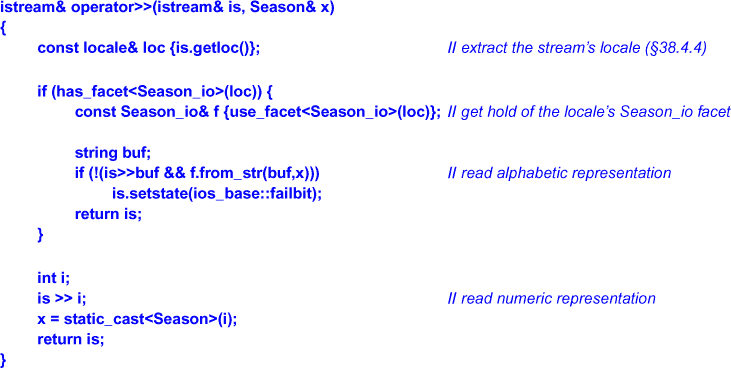 istream& operator>>(istream& is, Season& x)
{
const locale& loc {is.getloc()}; // extract the stream’s locale (§38.4.4)
if (has_facet<Season_io>(loc)) {
const Season_io& f {use_facet<Season_io>(loc)}; // get hold of the locale’s Season_io facet
string buf;
if (!(is>>buf && f.from_str(buf,x))) // read alphabetic representation
is.setstate(ios_base::failbit);
return is;
}
int i;
is >> i; // read numeric representation
x = static_cast<Season>(i);
return is;
}